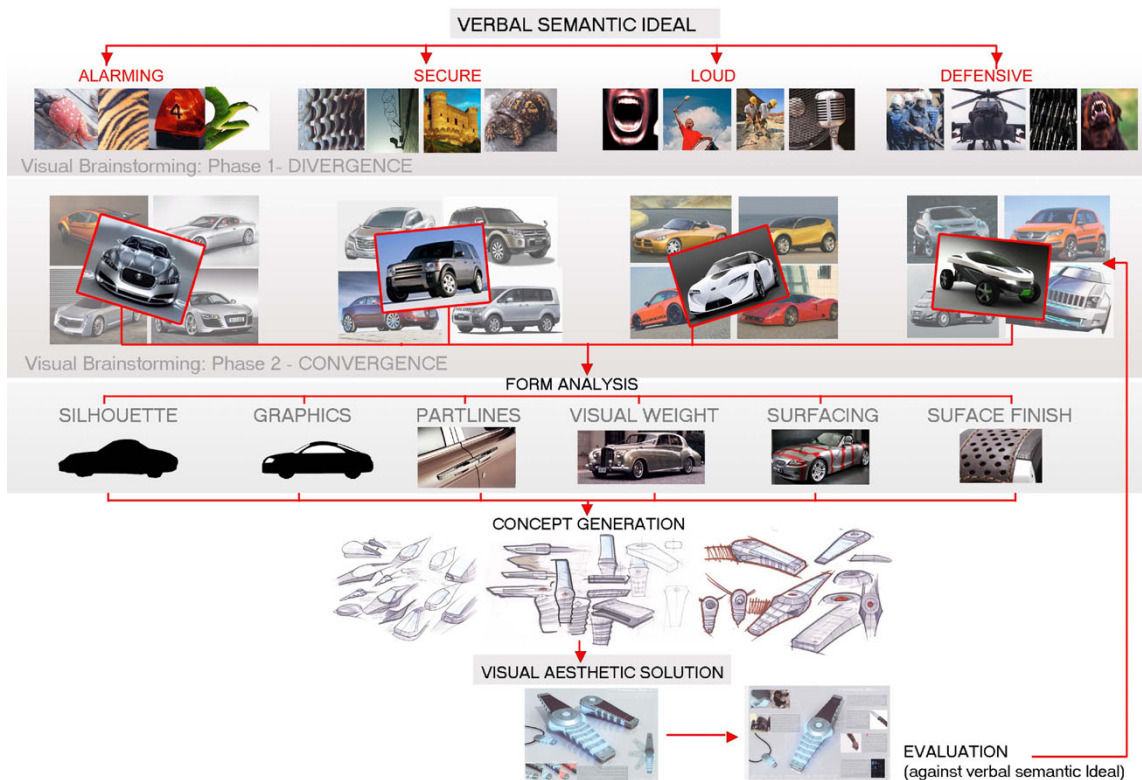 VERBAL SEMANTIC IDEAL
ALARMING
SECURE
LOUD
DEFENSIVE
4
Visual Brainstorming: Phase 1- DIVERGENCE
Visual Brainstorming: Phase 2 - CONVERGENCE
FORM ANALYSIS
SILHOUETTE
GRAPHICS
PARTLINES
VISUAL WEIGHT
SURFACING
SUFACE FINISH
CONCEPT GENERATION
VISUAL AESTHETIC SOLUTION
EVALUATION
(against verbal semantic Ideal)